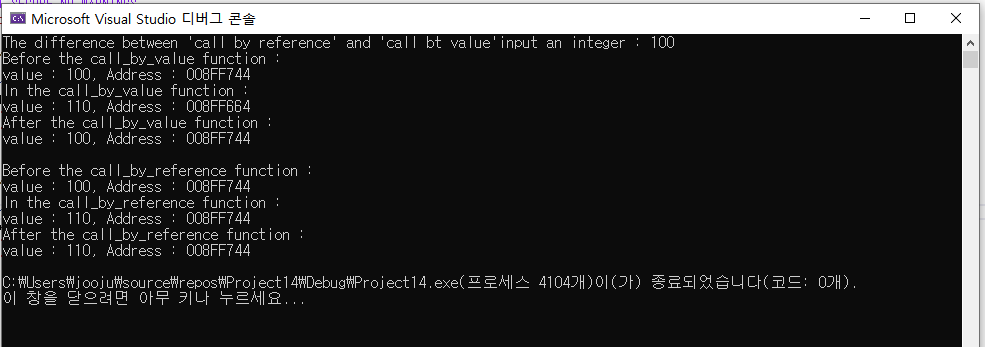 Microsoft Visual Studio 디버그 콘솔
The difference between 'call by reference' and 'call bt value'input an integer : 100
Before the call_by_value function :
value : 100, Address : 008FF744
In the call_by_value function :
value : 110, Address : 008FF664
After the call_by_value function :
value : 100, Address : 008FF744
Before the call_by_reference function :
value : 100, Address : 008FF744
In the call_by_reference function :
value : 110, Address : 008FF744
After the call_by_reference function :
value : 110, Address : 008FF744
C:₩Users₩jooju₩source₩repos₩Project14₩Debug₩Project14.exe(프로세스 4104개)이(가) 종료되었습니다(코드: 0개).
이 창을 닫으려면 아무 키나 누르세요...